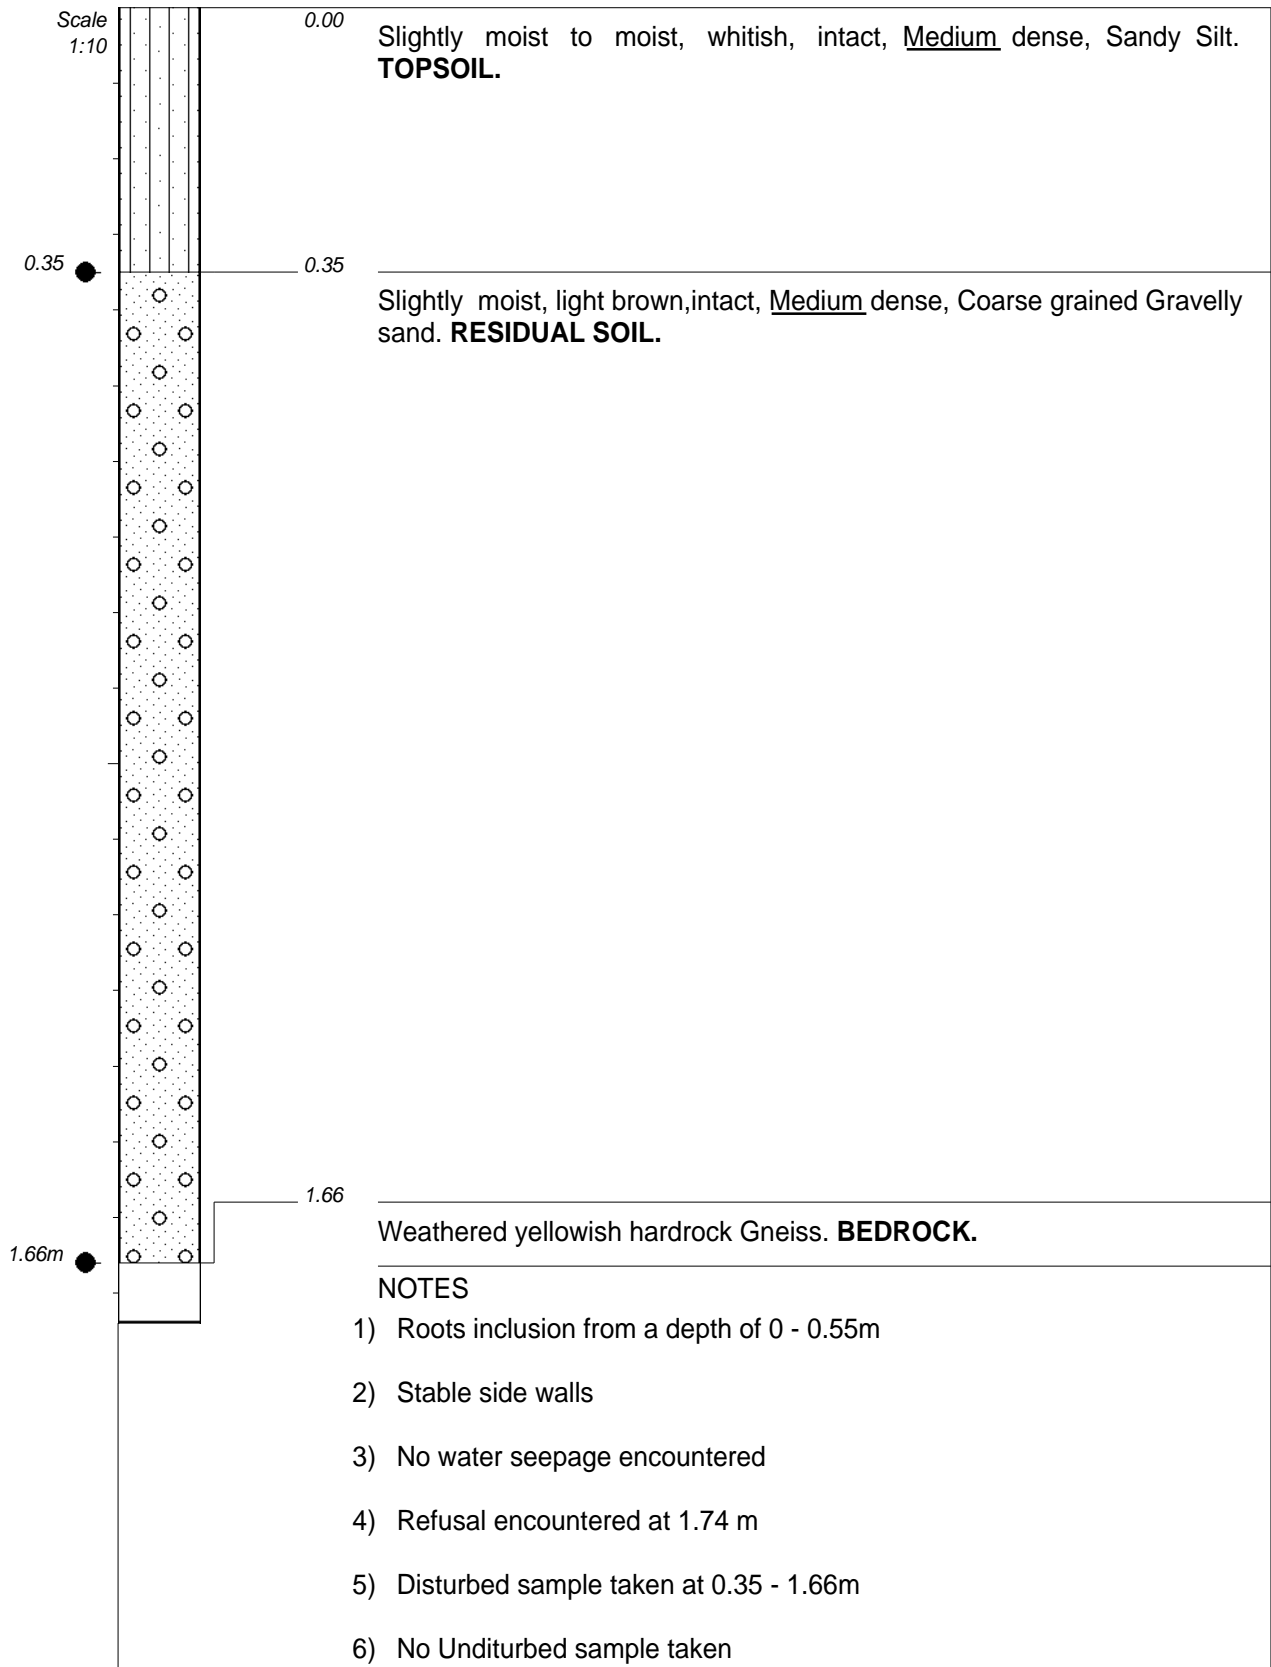 Scale
1:10
0.00
Slightly moist to moist, whitish, intact, Medium dense, Sandy Silt.
TOPSOIL.
0.35
0.35
Slightly moist, light brown,intact, Medium dense, Coarse grained Gravelly
sand. RESIDUAL SOIL.
1.66
Weathered yellowish hardrock Gneiss. BEDROCK.
1.66m
NOTES
1) Roots inclusion from a depth of 0 - 0.55m
2) Stable side walls
3) No water seepage encountered
4) Refusal encountered at 1.74 m
5) Disturbed sample taken at 0.35 - 1.66m
6) No Unditurbed sample taken